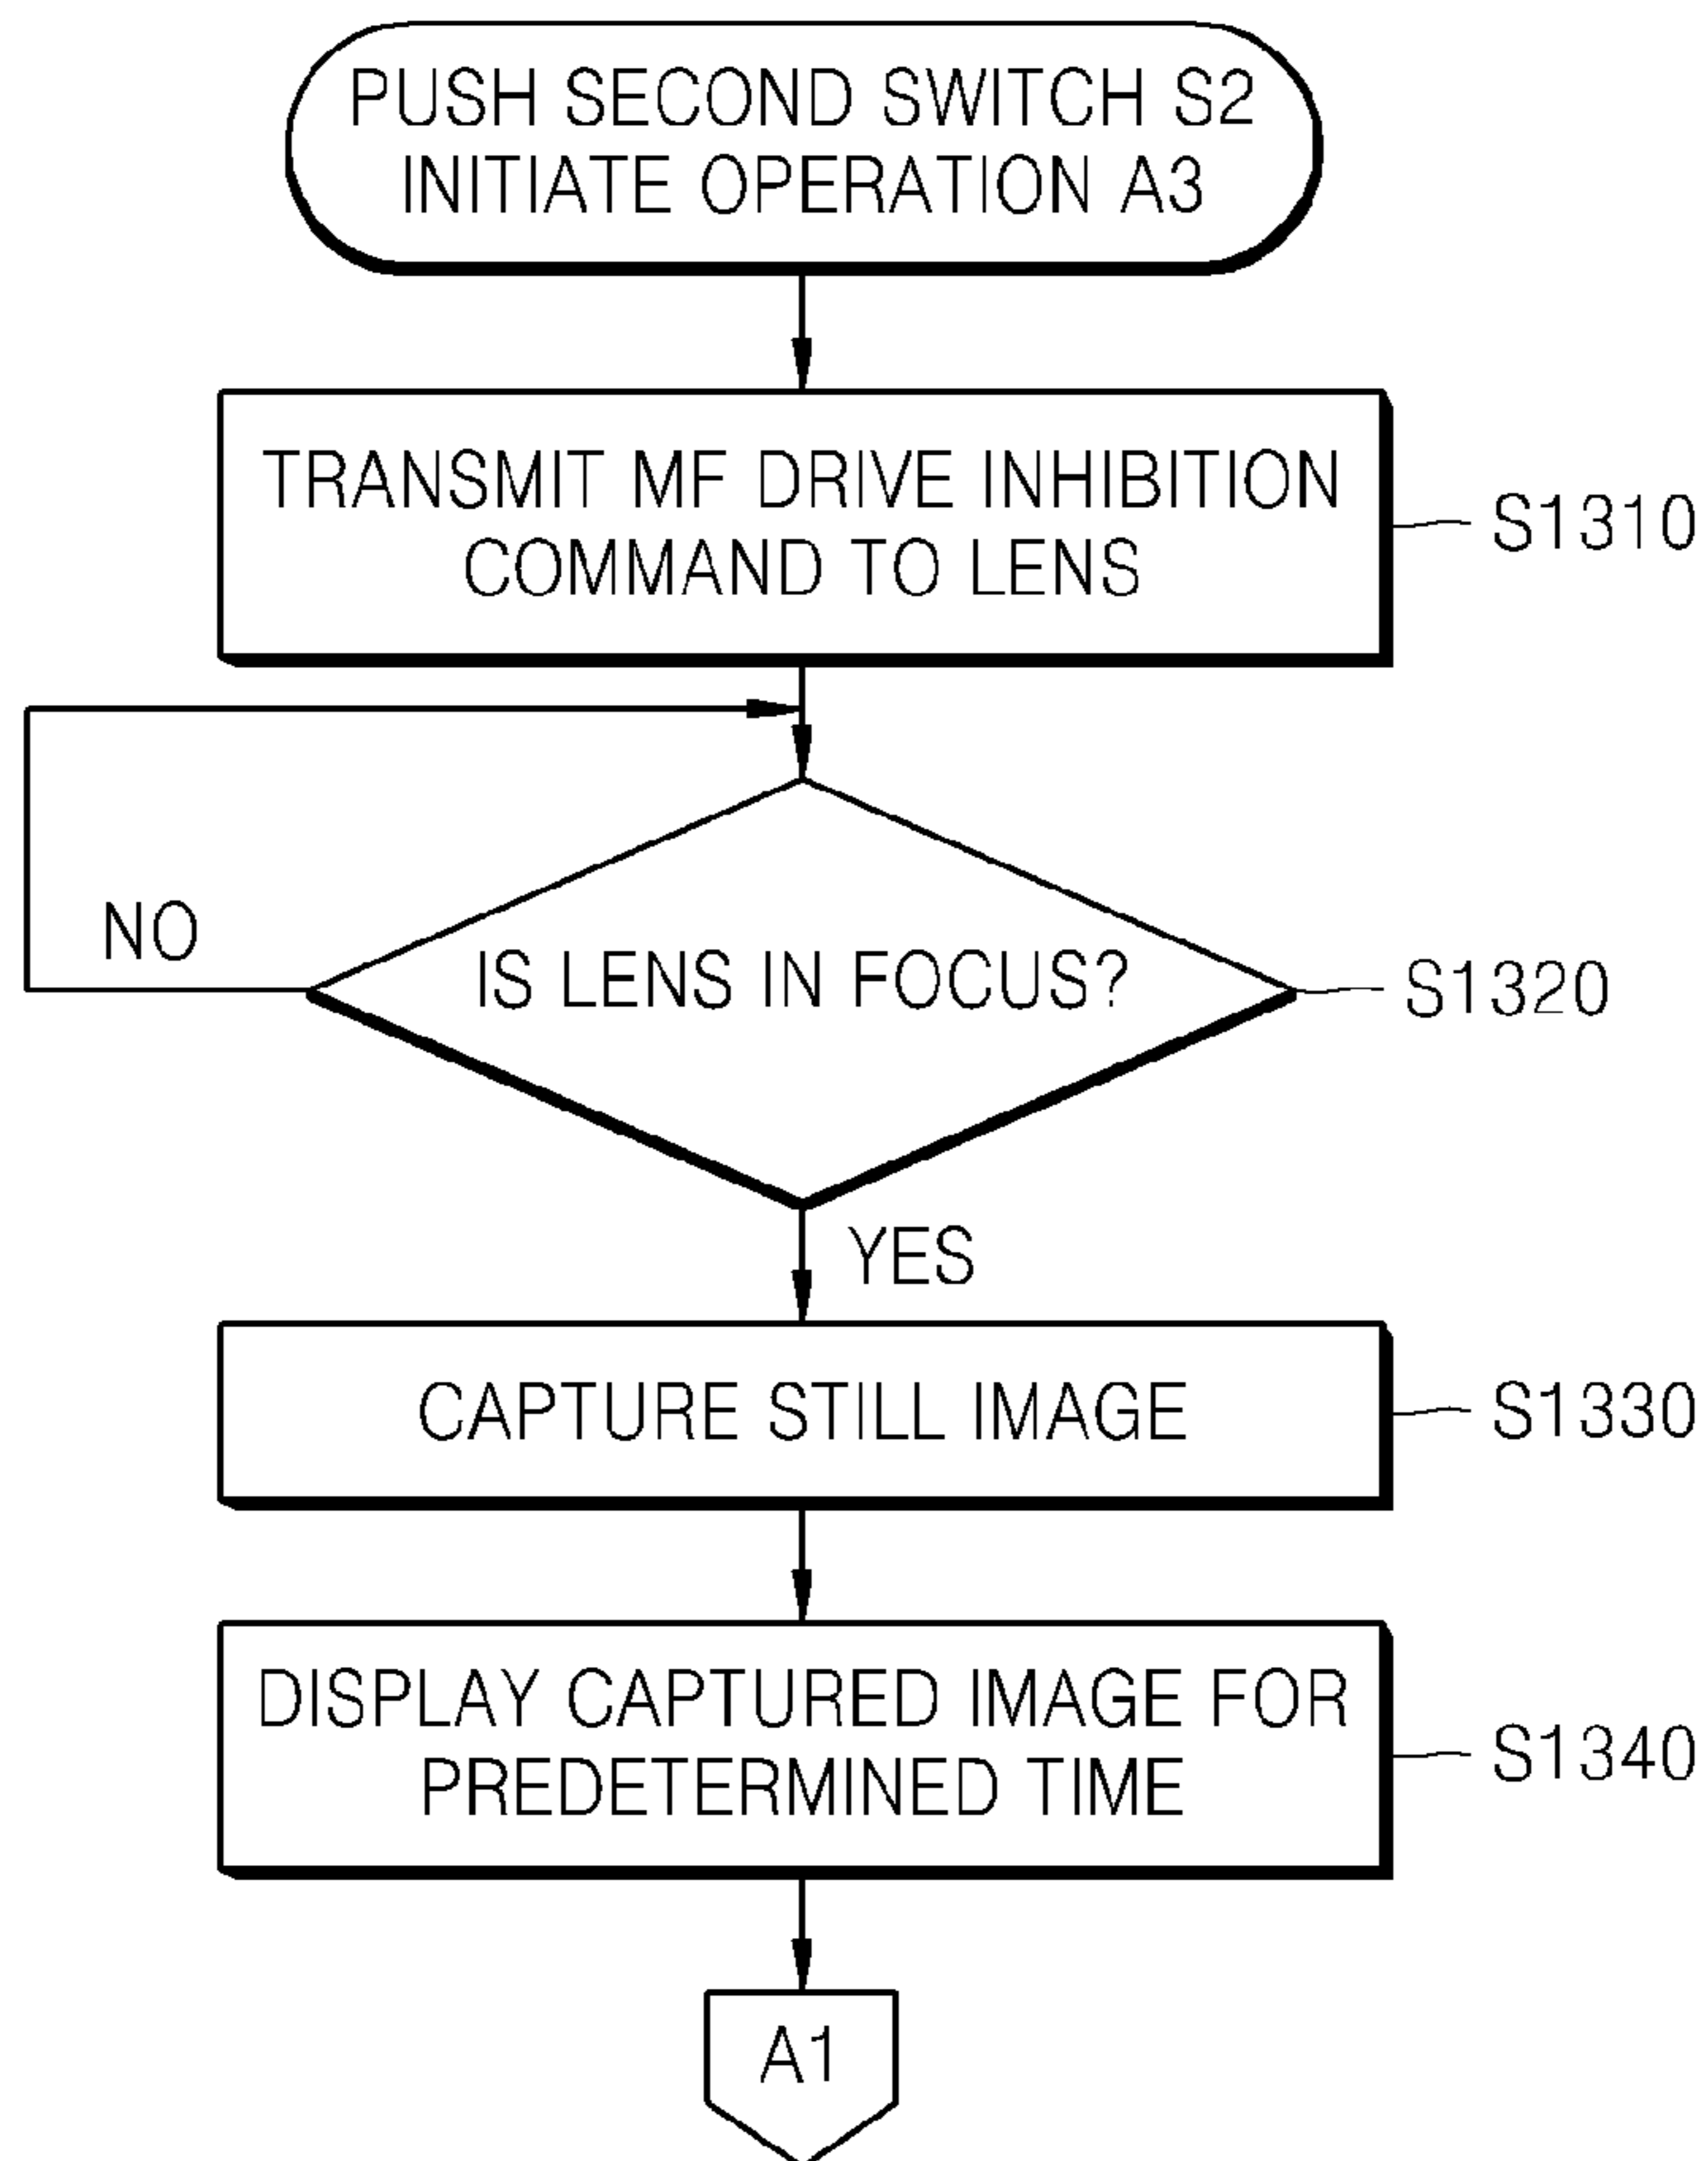 PUSH SECOND SWITCH S2
INITIATE OPERATION A3
TRANSMIT MF DRIVE INHIBITION
COMMAND TO LENS
S1310
NO
IS LENS IN FOCUS?
S1320
YES
CAPTURE STILL IMAGE
S1330
DISPLAY CAPTURED IMAGE FOR
PREDETERMINED TIME
S1340
A1